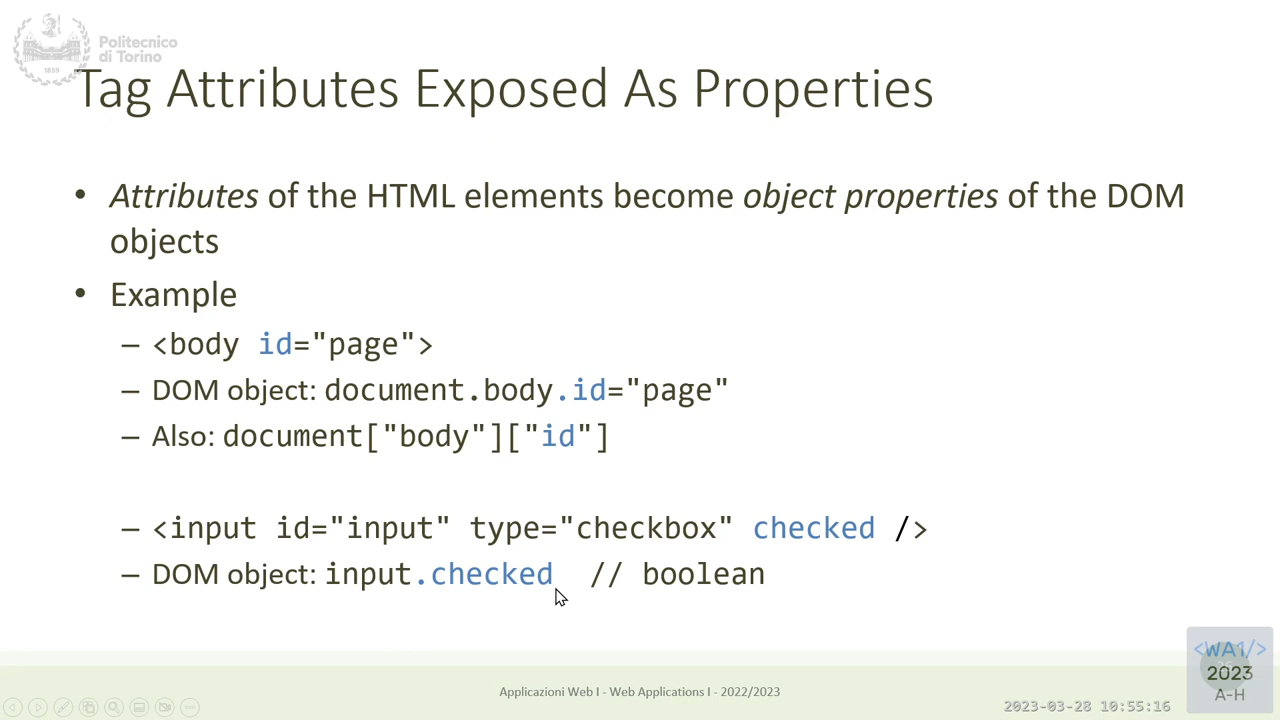 Politecnico
di Torino
1859
Tag Attributes Exposed As Properties
• Attributes of the HTML elements become object properties of the DOM
objects
• Example
– <body id="page">
– DOM object: document.body.id="page"
– Also: document["body"]["id"]
– <input id="input" type="checkbox" checked />
– DOM object: input.checked // boolean
<WA1/>
2023
A-H
Applicazioni Web I - Web Applications I - 2022/2023
2023-03-28 10:55:16